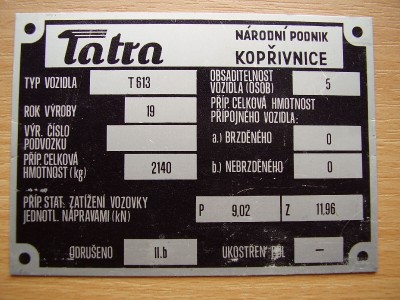 Tatra
NÁRODNÍ PODNIK
KOPŘIVNICE
TYP VOZIDLA T 613
OBSADITELNOST
VOZIDLA (OSOB) 5
ROK VÝROBY 19
PŘÍP CELKOVÁ HMOTNOST
PŘÍPOJNÉHO VOZIDLA:
VÝR. ČÍSLO
PODVOZKU
a.) BRZDĚNÉHO 0
PŘÍP. CELKOVÁ
HMOTNOST (kg) 2140
b.) NEBRZDĚNÉHO 0
PŘÍP STAT. ZATÍŽENÍ VOZOVKY
JEDNOTL. NÁPRAVAMI (kN) P 9,02 Z 11,96
ODRUŠENO II.b UKOSTŘEN PÓL –